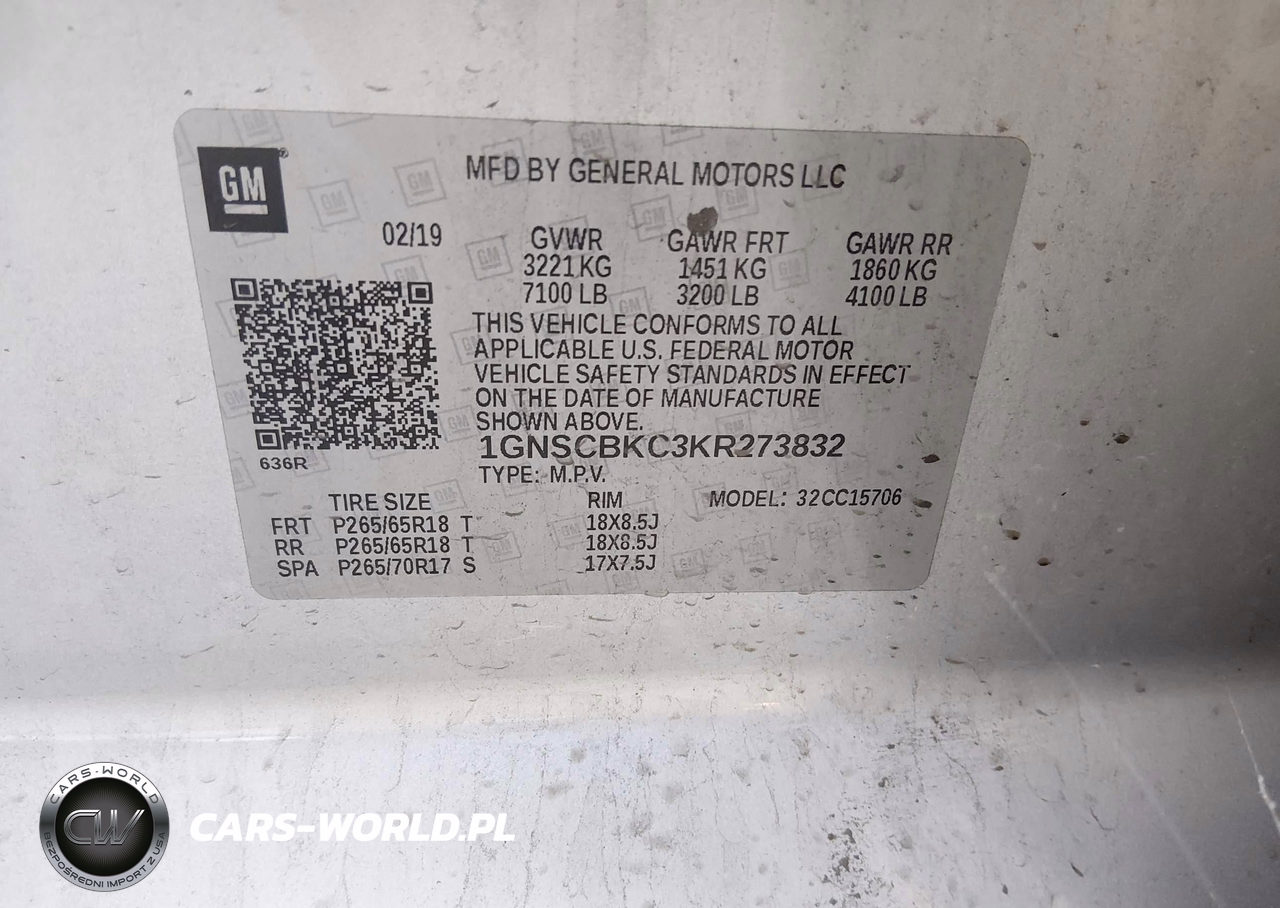 GM
MFD BY GENERAL MOTORS LLC
02/19 GVWR GAWR FRT GAWR RR
3221 KG 1451 KG 1860 KG
7100 LB 3200 LB 4100 LB
THIS VEHICLE CONFORMS TO ALL
APPLICABLE U.S. FEDERAL MOTOR
VEHICLE SAFETY STANDARDS IN EFFECT
ON THE DATE OF MANUFACTURE
SHOWN ABOVE.
1GNSCBKC3KR273832
636R
TYPE: M.P.V.
TIRE SIZE RIM MODEL: 32CC15706
FRT P265/65R18 T 18X8.5J
RR P265/65R18 T 18X8.5J
SPA P265/70R17 S 17X7.5J
CARS-WORLD
CW
BEZPOŚREDNI IMPORT Z USA
CARS-WORLD.PL